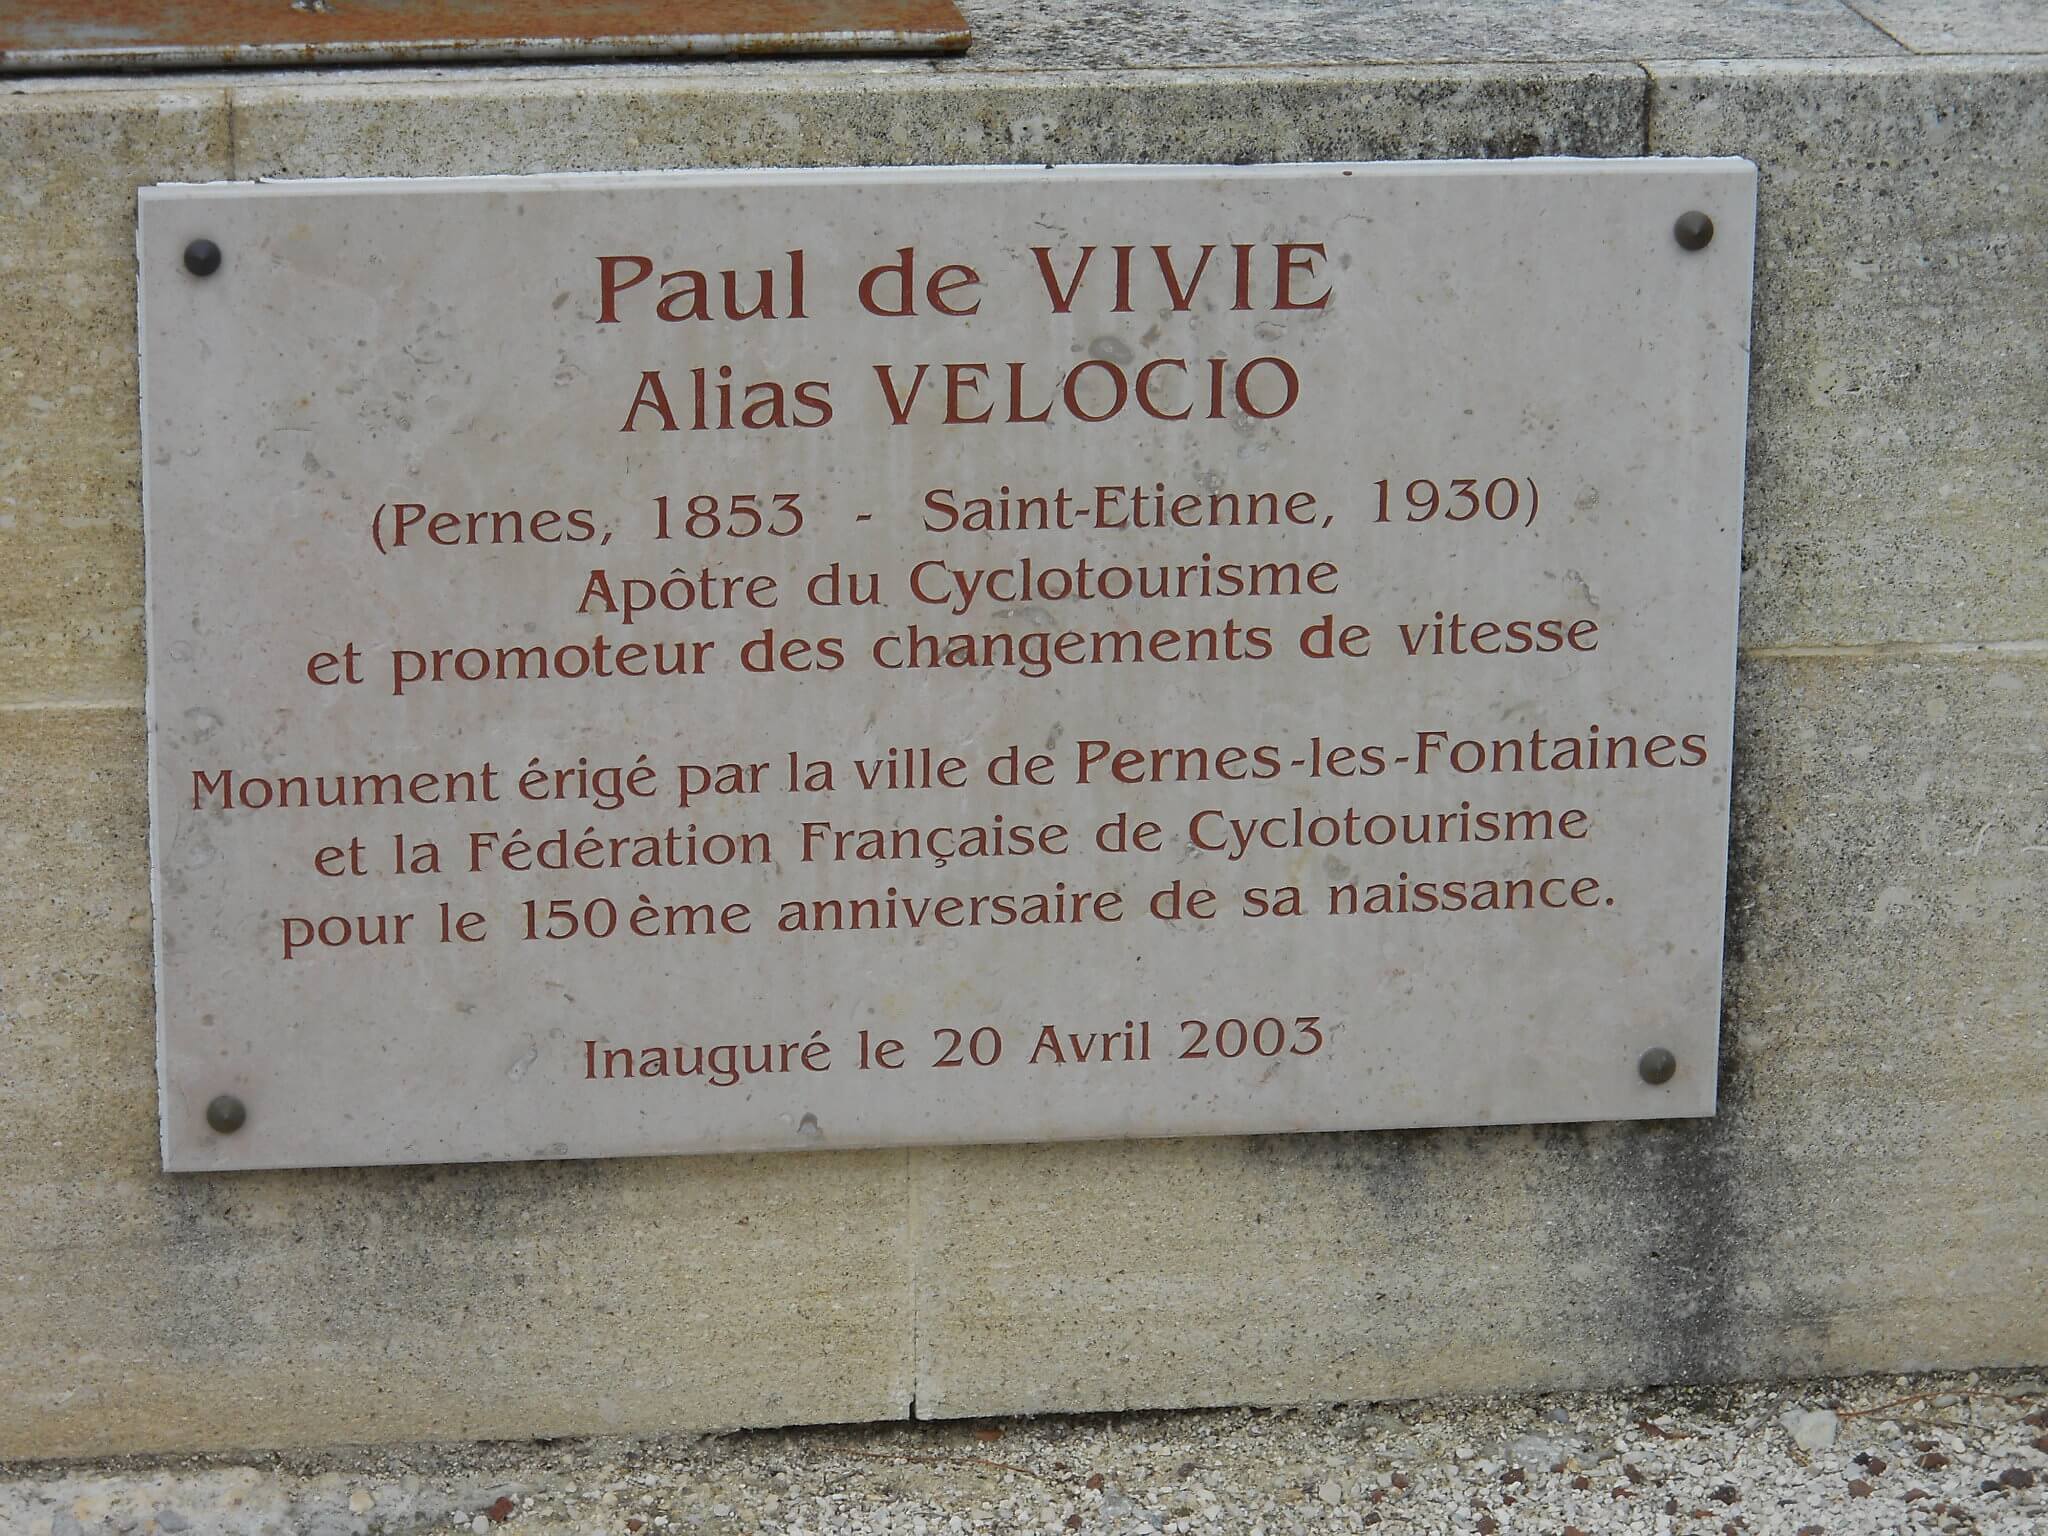 Paul de VIVIE
Alias VELOCIO
(Pernes, 1853 - Saint-Etienne, 1930)
Apôtre du Cyclotourisme
et promoteur des changements de vitesse
Monument érigé par la ville de Pernes-les-Fontaines
et la Fédération Française de Cyclotourisme
pour le 150ème anniversaire de sa naissance.
Inauguré le 20 Avril 2003